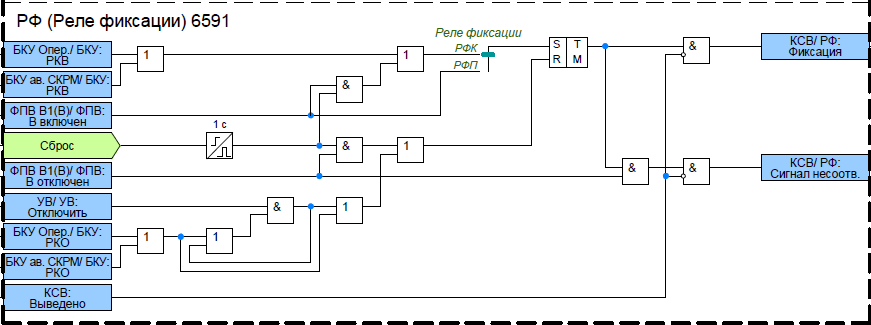 РФ (Реле фиксации) 6591
БКУ Опер./ БКУ:
РКВ
БКУ ав. СКРМ/ БКУ:
РКВ
ФПВ В1(В)/ ФПВ:
В включен
Сброс
ФПВ В1(В)/ ФПВ:
В отключен
УВ/ УВ:
Отключить
БКУ Опер./ БКУ:
РКО
БКУ ав. СКРМ/ БКУ:
РКО
КСВ:
Выведено
1
1
&
1 с
&
1
&
1
1
1
Реле фиксации
РФК
РФП
S T
R M
&
&
&
КСВ/ РФ:
Фиксация
КСВ/ РФ:
Сигнал несоотв.